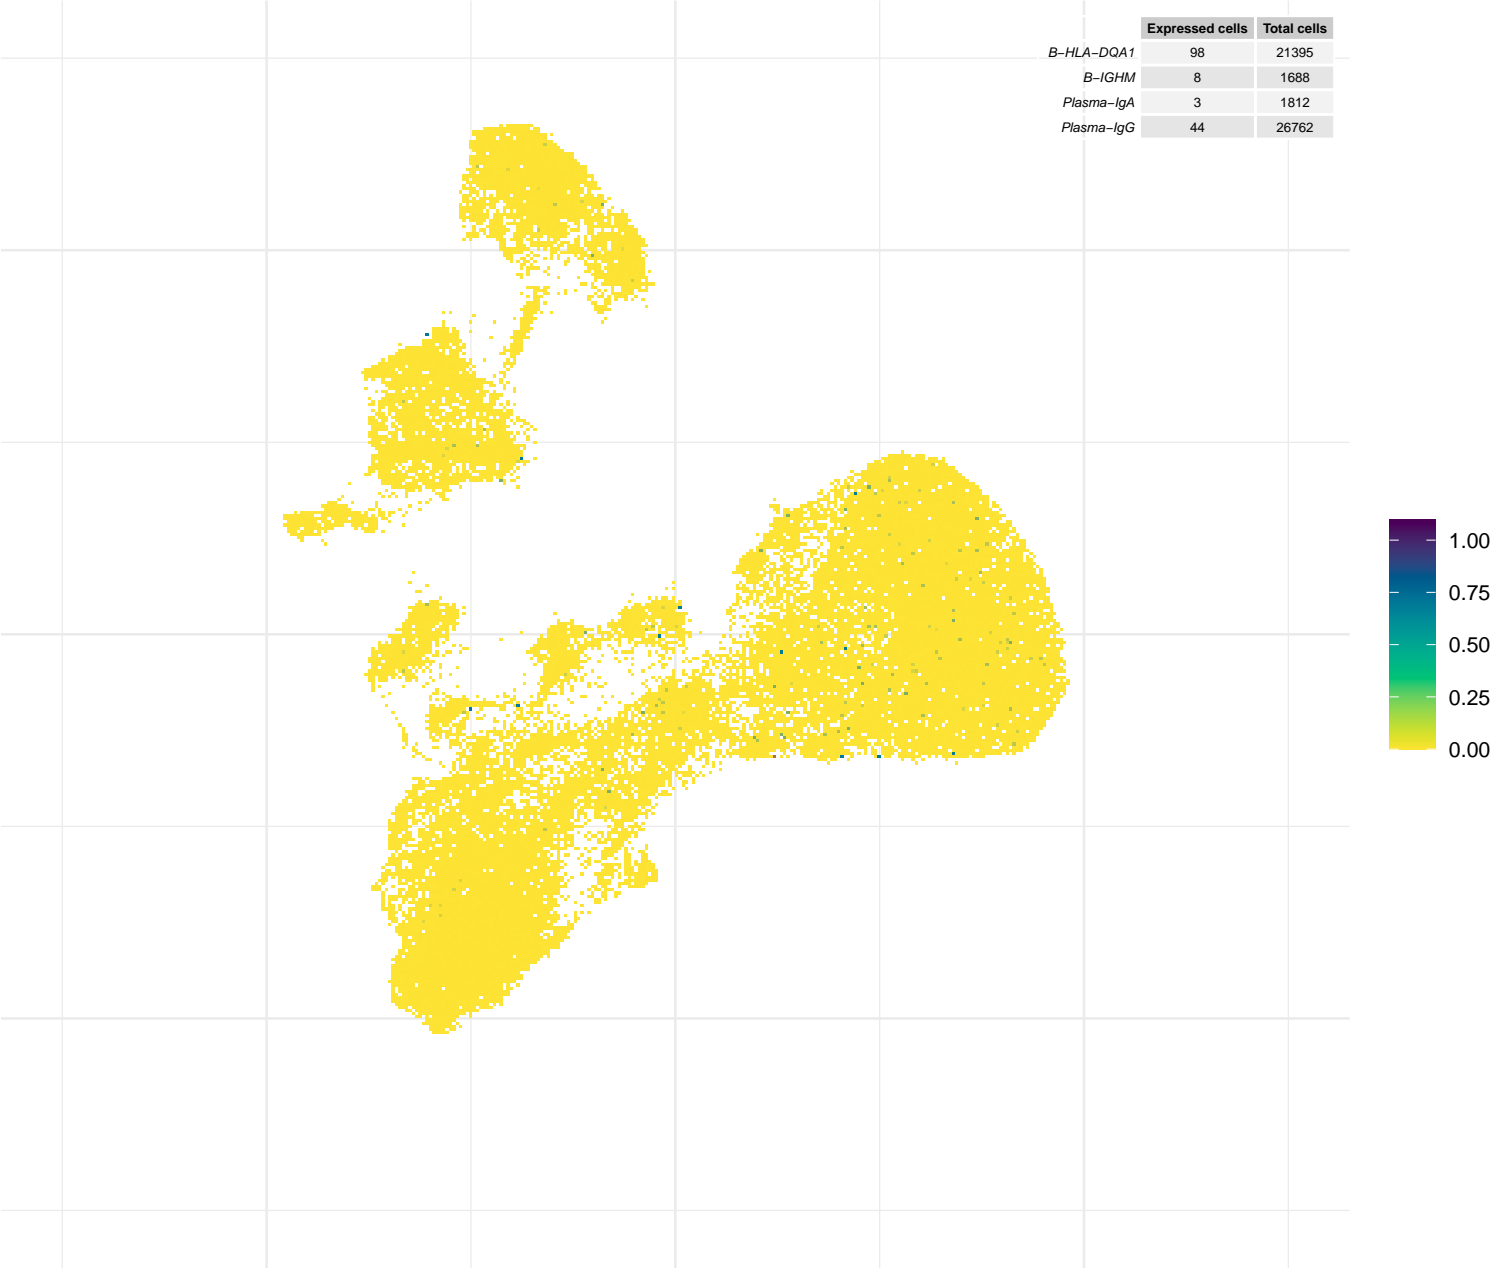 Expressed cells Total cells
B−HLA−DQA1 98 21395
B−IGHM 8 1688
Plasma−IgA 3 1812
Plasma−IgG 44 26762
1.00
0.75
0.50
0.25
0.00